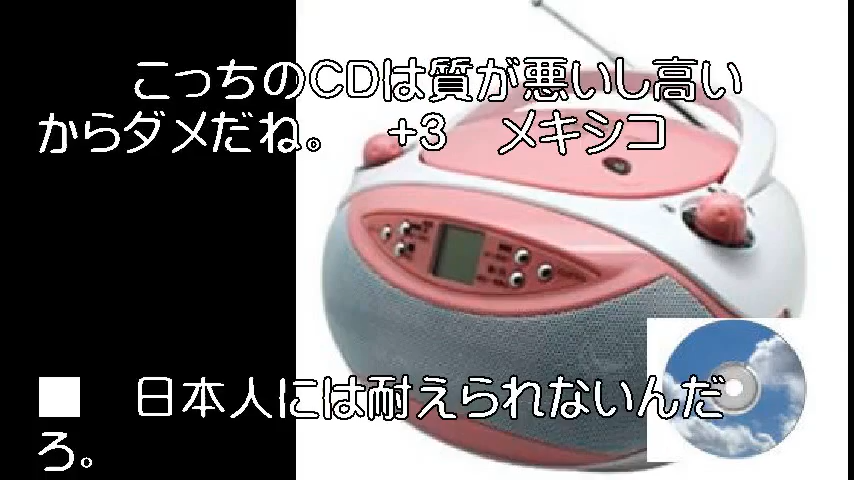 こっちのCDは質が悪いし高い
からダメだね。 +3 メキシコ
■ 日本人には耐えられないんだ
ろ。